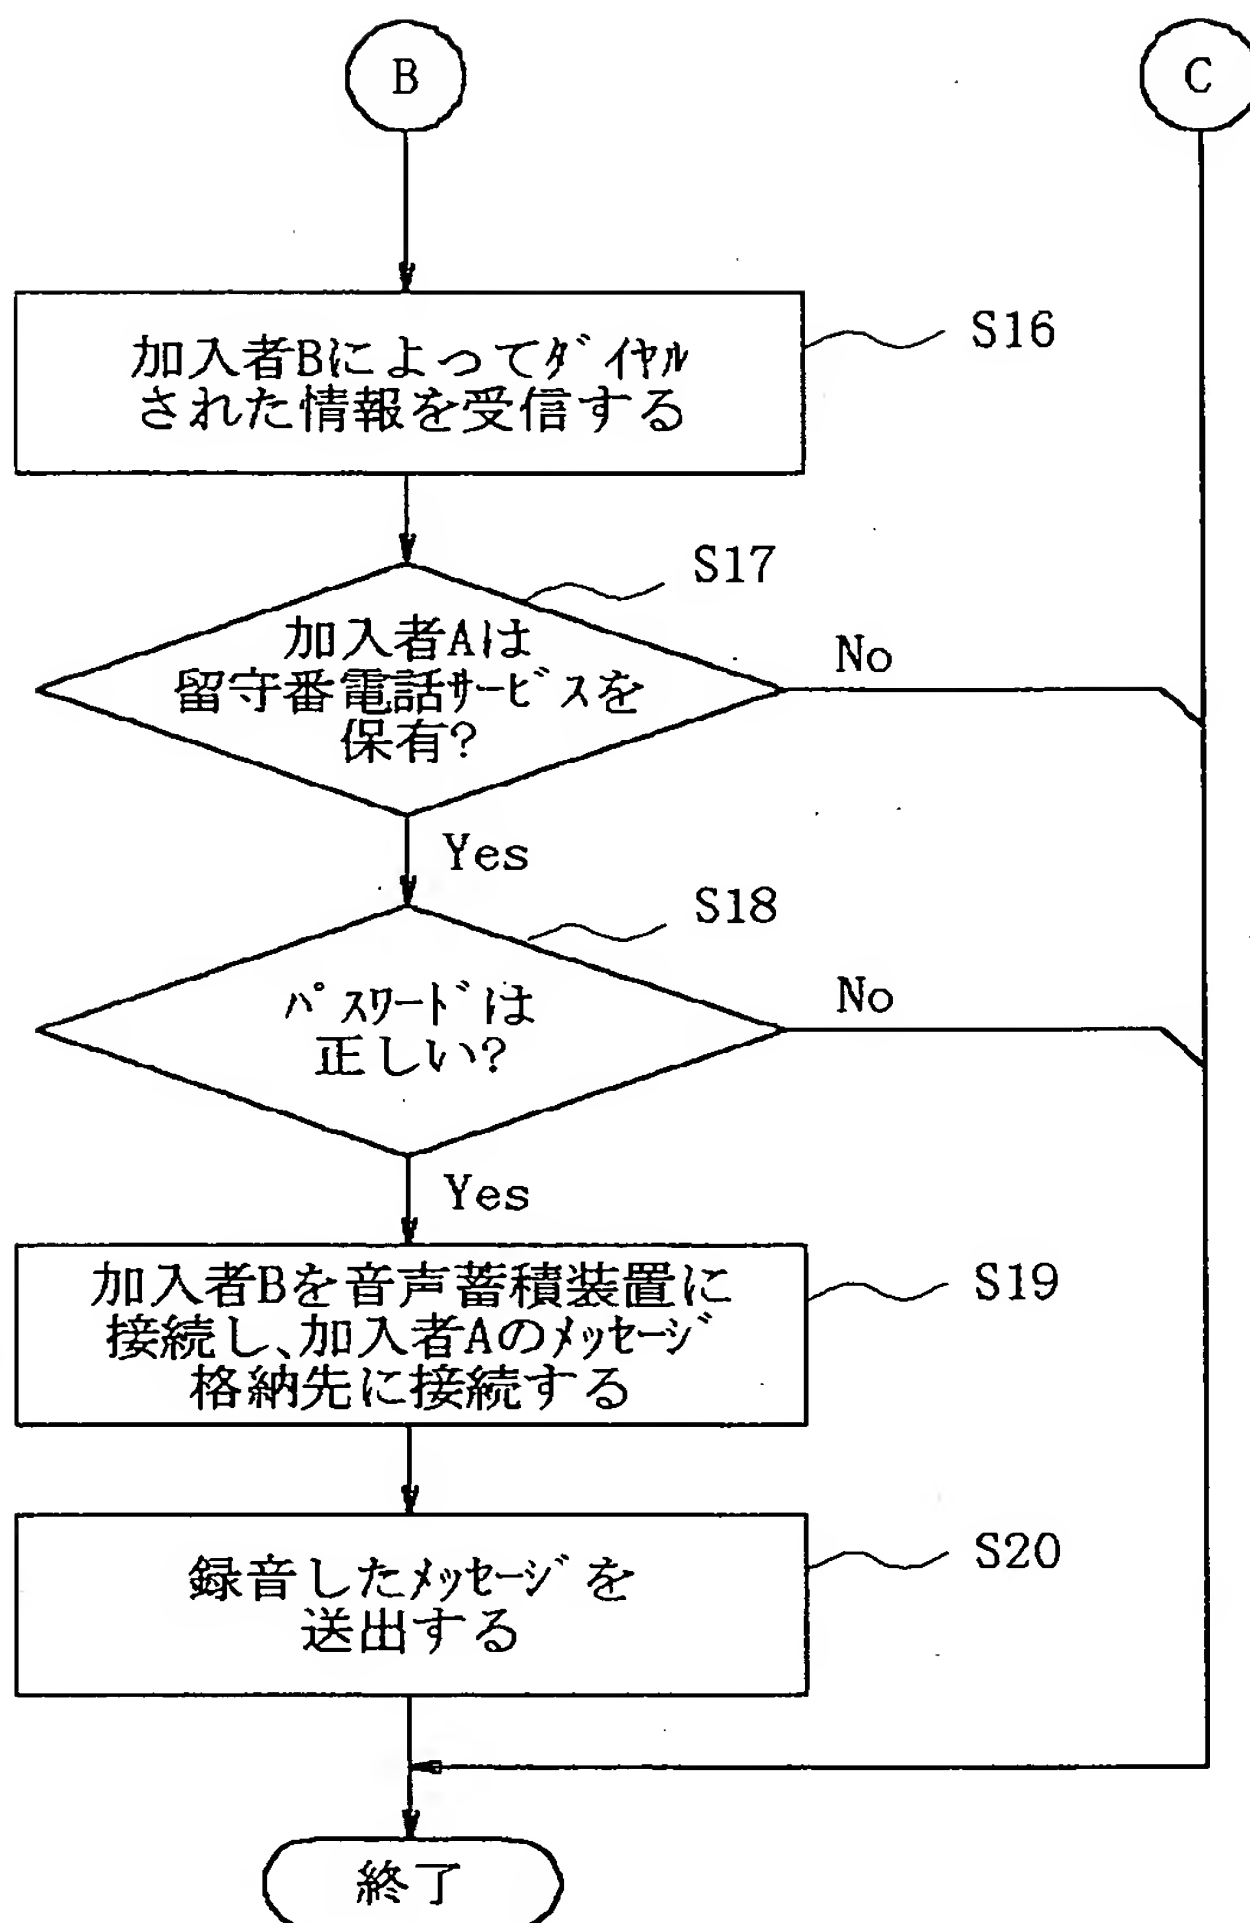 B
C
加入者Bによってﾀﾞｲﾔﾙ
された情報を受信する
S16
S17
加入者Aは
留守番電話ｻｰﾋﾞｽを
保有?
No
Yes
S18
ﾊﾟｽﾜｰﾄﾞは
正しい?
No
Yes
加入者Bを音声蓄積装置に
接続し､加入者Aのﾒｯｾｰｼﾞ
格納先に接続する
S19
録音したﾒｯｾｰｼﾞを
送出する
S20
終了